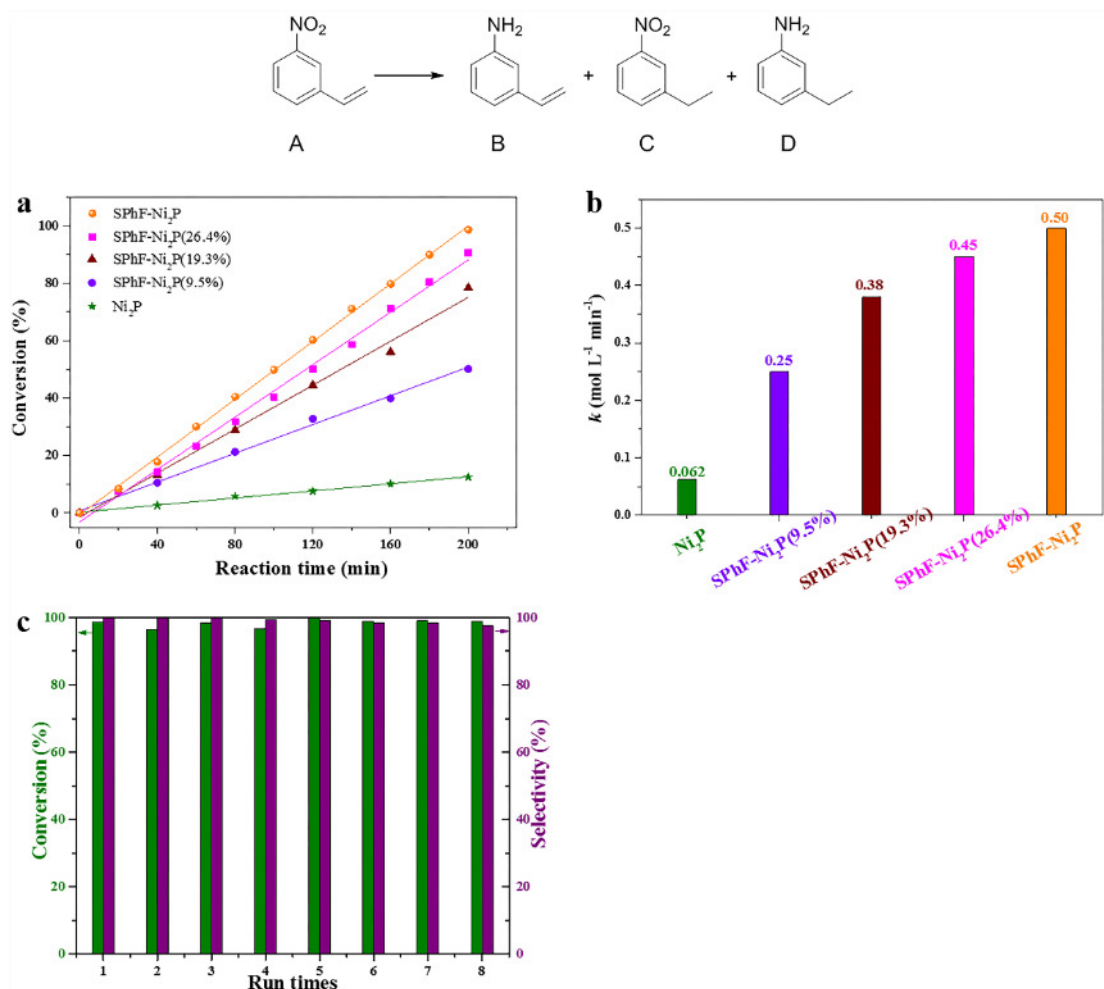 NO₂ NH₂ NO₂ NH₂
+ +
A B C D
a
SPhF-Ni₂P
SPhF-Ni₂P(26.4%)
SPhF-Ni₂P(19.3%)
SPhF-Ni₂P(9.5%)
Ni₂P
Conversion (%)
100
80
60
40
20
0
0 40 80 120 160 200
Reaction time (min)
b
k (mol L⁻¹ min⁻¹)
0.5
0.4
0.3
0.2
0.1
0.0
0.062
0.25
0.38
0.45
0.50
Ni₂P
SPhF-Ni₂P(9.5%)
SPhF-Ni₂P(19.3%)
SPhF-Ni₂P(26.4%)
SPhF-Ni₂P
c
Conversion (%)
100
80
60
40
20
0
1 2 3 4 5 6 7 8
Run times
100
80
60
40
20
0
Selectivity (%)